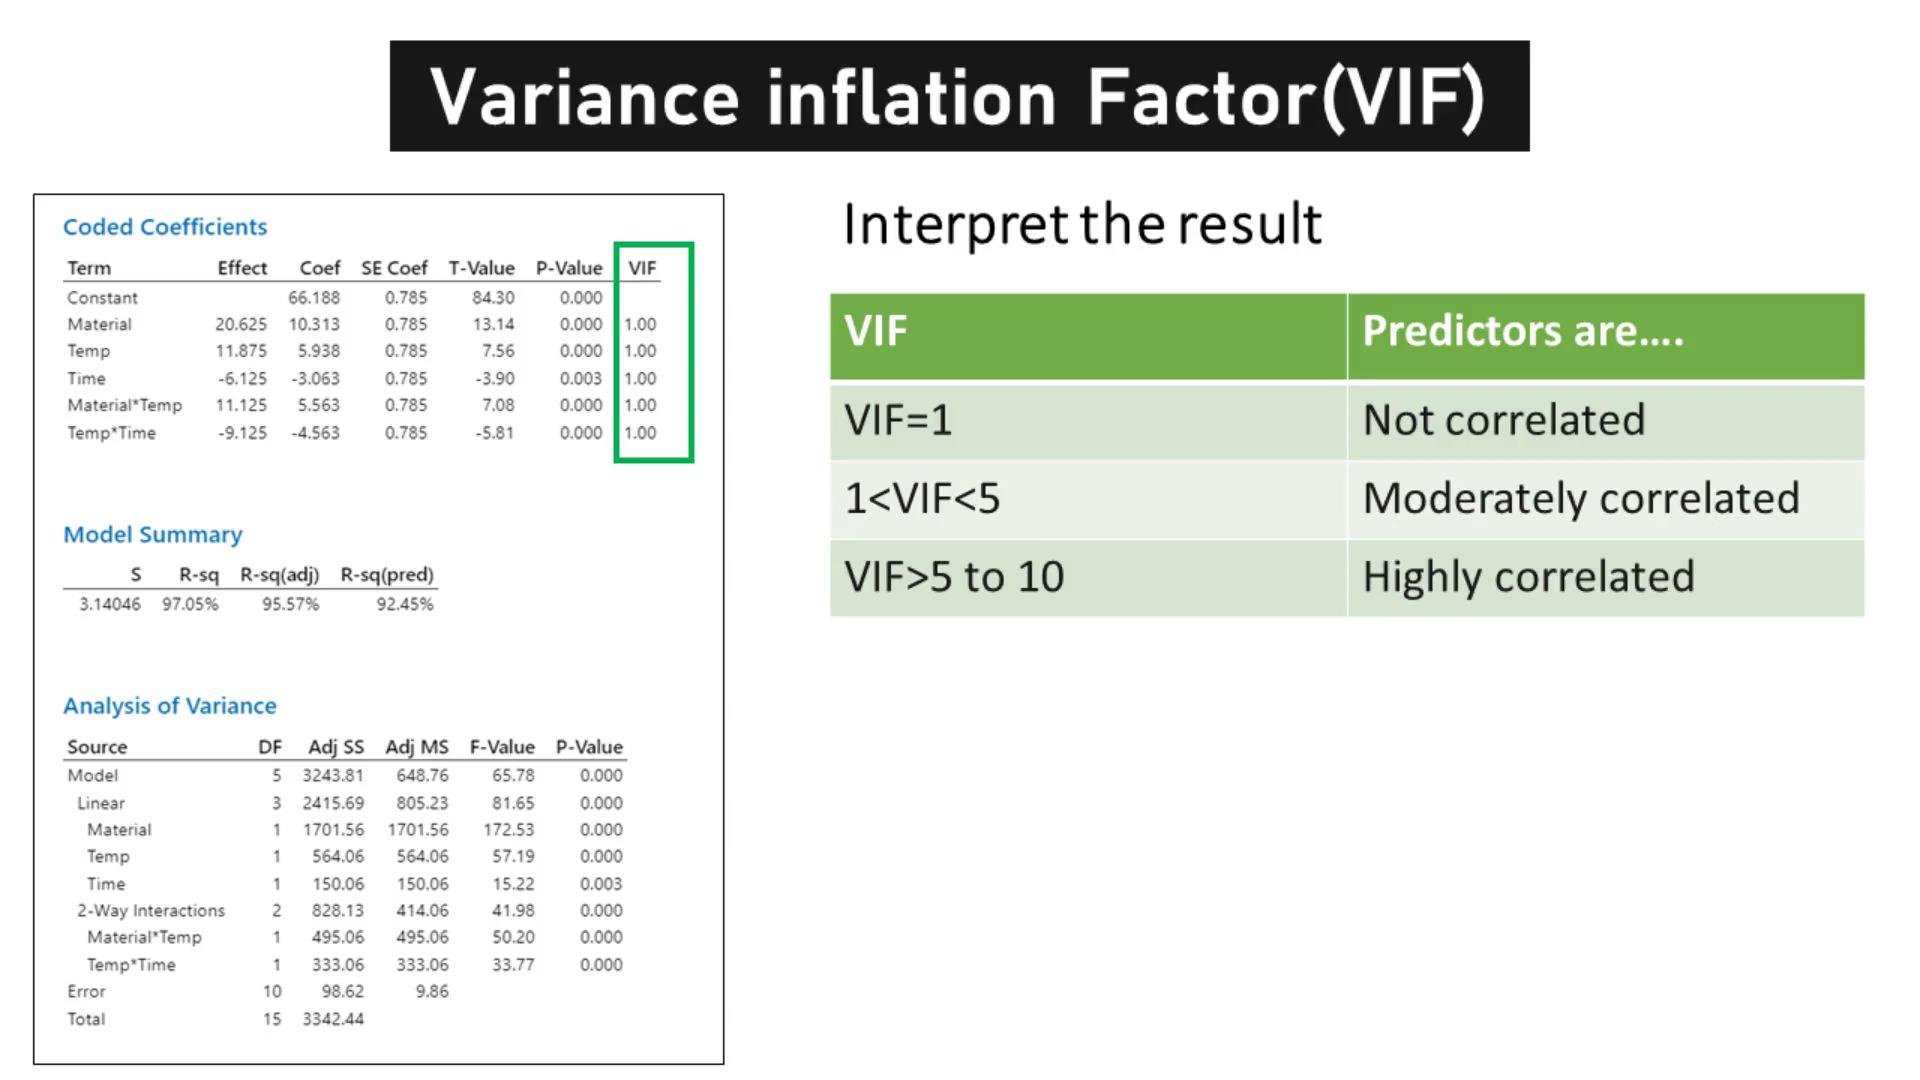 Variance inflation Factor(VIF)
Coded Coefficients
Term Effect Coef SE Coef T-Value P-Value VIF
Constant 66.188 0.785 84.30 0.000
Material 20.625 10.313 0.785 13.14 0.000 1.00
Temp 11.875 5.938 0.785 7.56 0.000 1.00
Time -6.125 -3.063 0.785 -3.90 0.003 1.00
Material*Temp 11.125 5.563 0.785 7.08 0.000 1.00
Temp*Time -9.125 -4.563 0.785 -5.81 0.000 1.00
Model Summary
S R-sq R-sq(adj) R-sq(pred)
3.14046 97.05% 95.57% 92.45%
Analysis of Variance
Source DF Adj SS Adj MS F-Value P-Value
Model 5 3243.81 648.76 65.78 0.000
Linear 3 2415.69 805.23 81.65 0.000
Material 1 1701.56 1701.56 172.53 0.000
Temp 1 564.06 564.06 57.19 0.000
Time 1 150.06 150.06 15.22 0.003
2-Way Interactions 2 828.13 414.06 41.98 0.000
Material*Temp 1 495.06 495.06 50.20 0.000
Temp*Time 1 333.06 333.06 33.77 0.000
Error 10 98.62 9.86
Total 15 3342.44
Interpret the result
VIF Predictors are....
VIF=1 Not correlated
1<VIF<5 Moderately correlated
VIF>5 to 10 Highly correlated